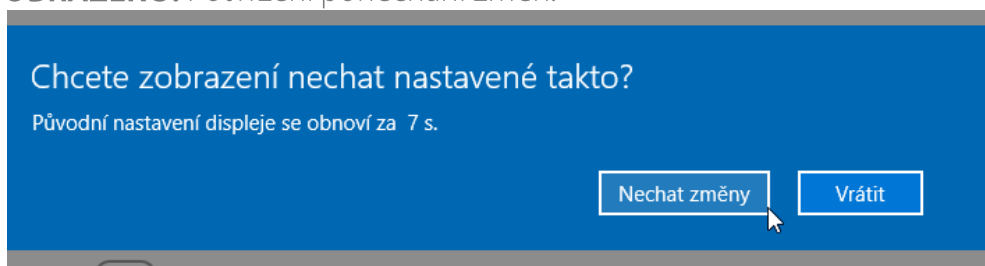 Chcete zobrazení nechat nastavené takto?
Původní nastavení displeje se obnoví za 7 s.
Nechat změny
Vrátit